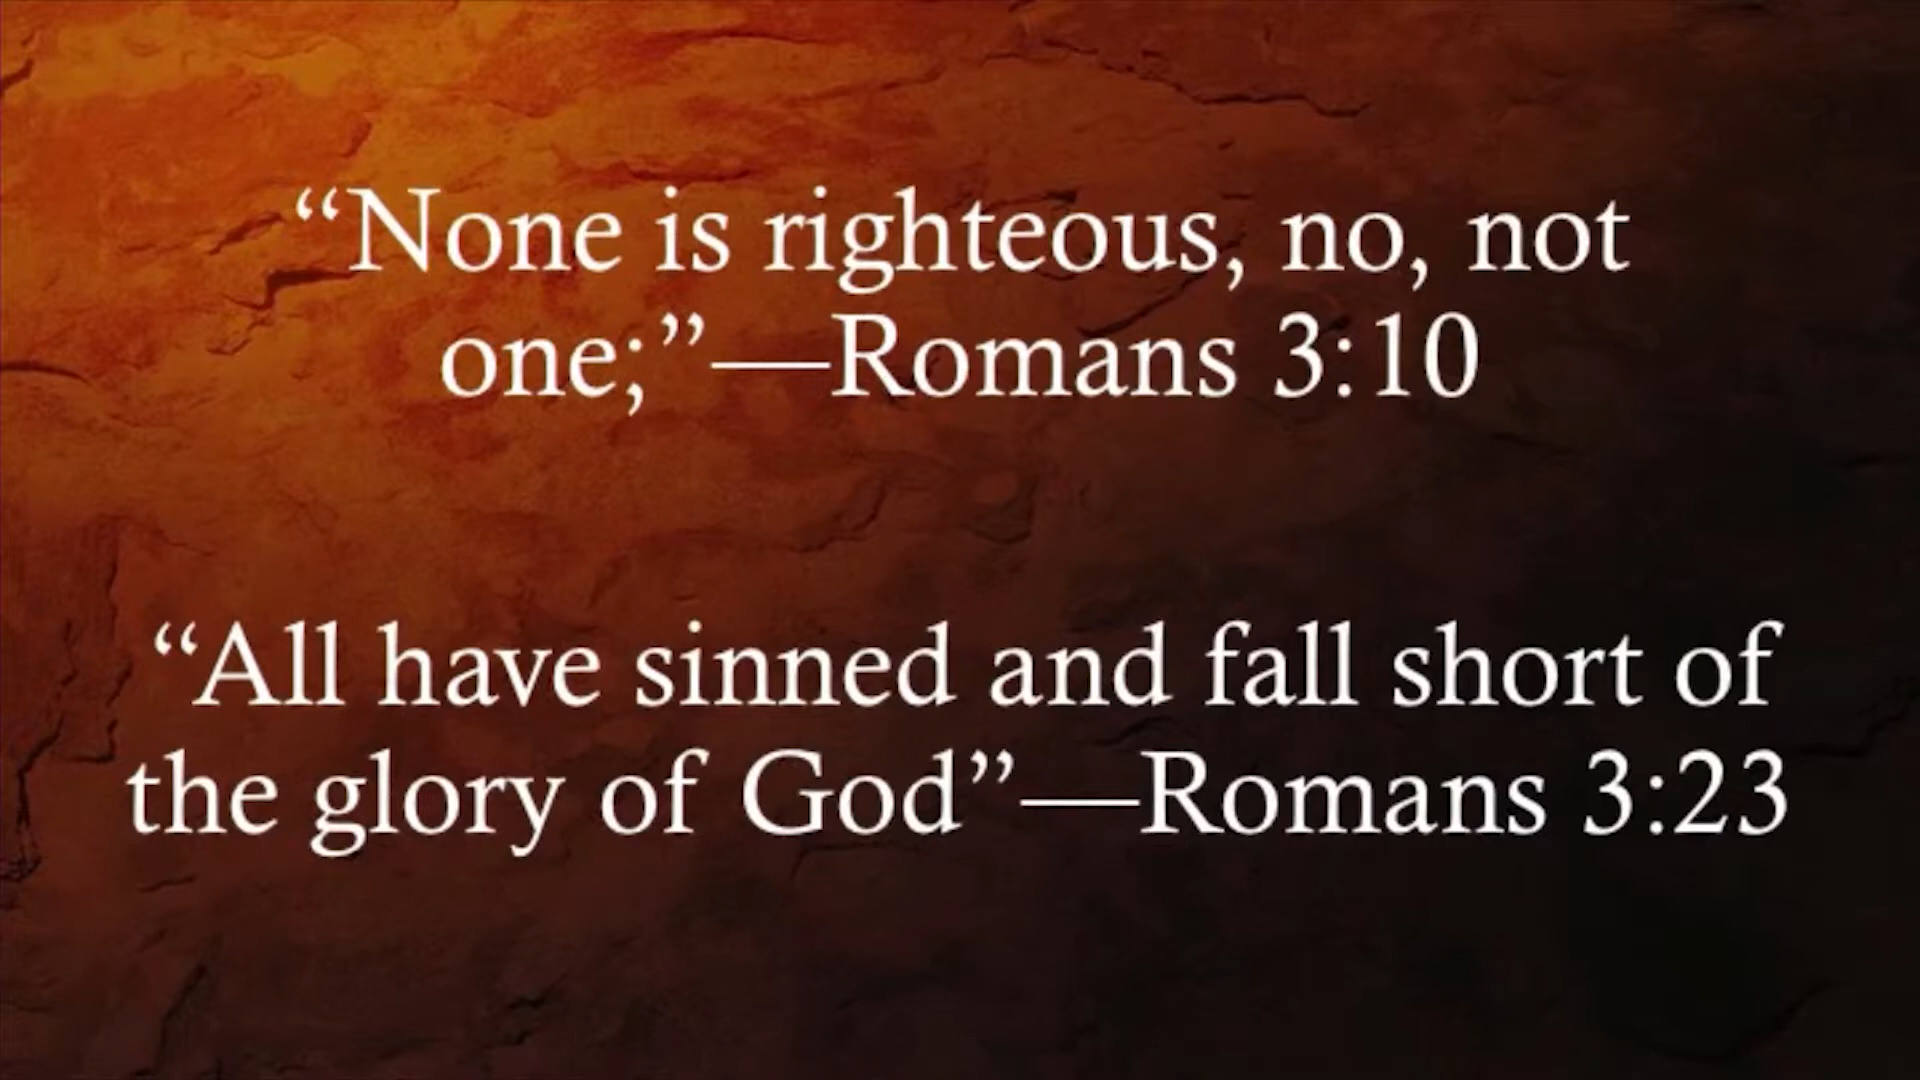 “None is righteous, no, not
one;”—Romans 3:10
“All have sinned and fall short of
the glory of God”—Romans 3:23